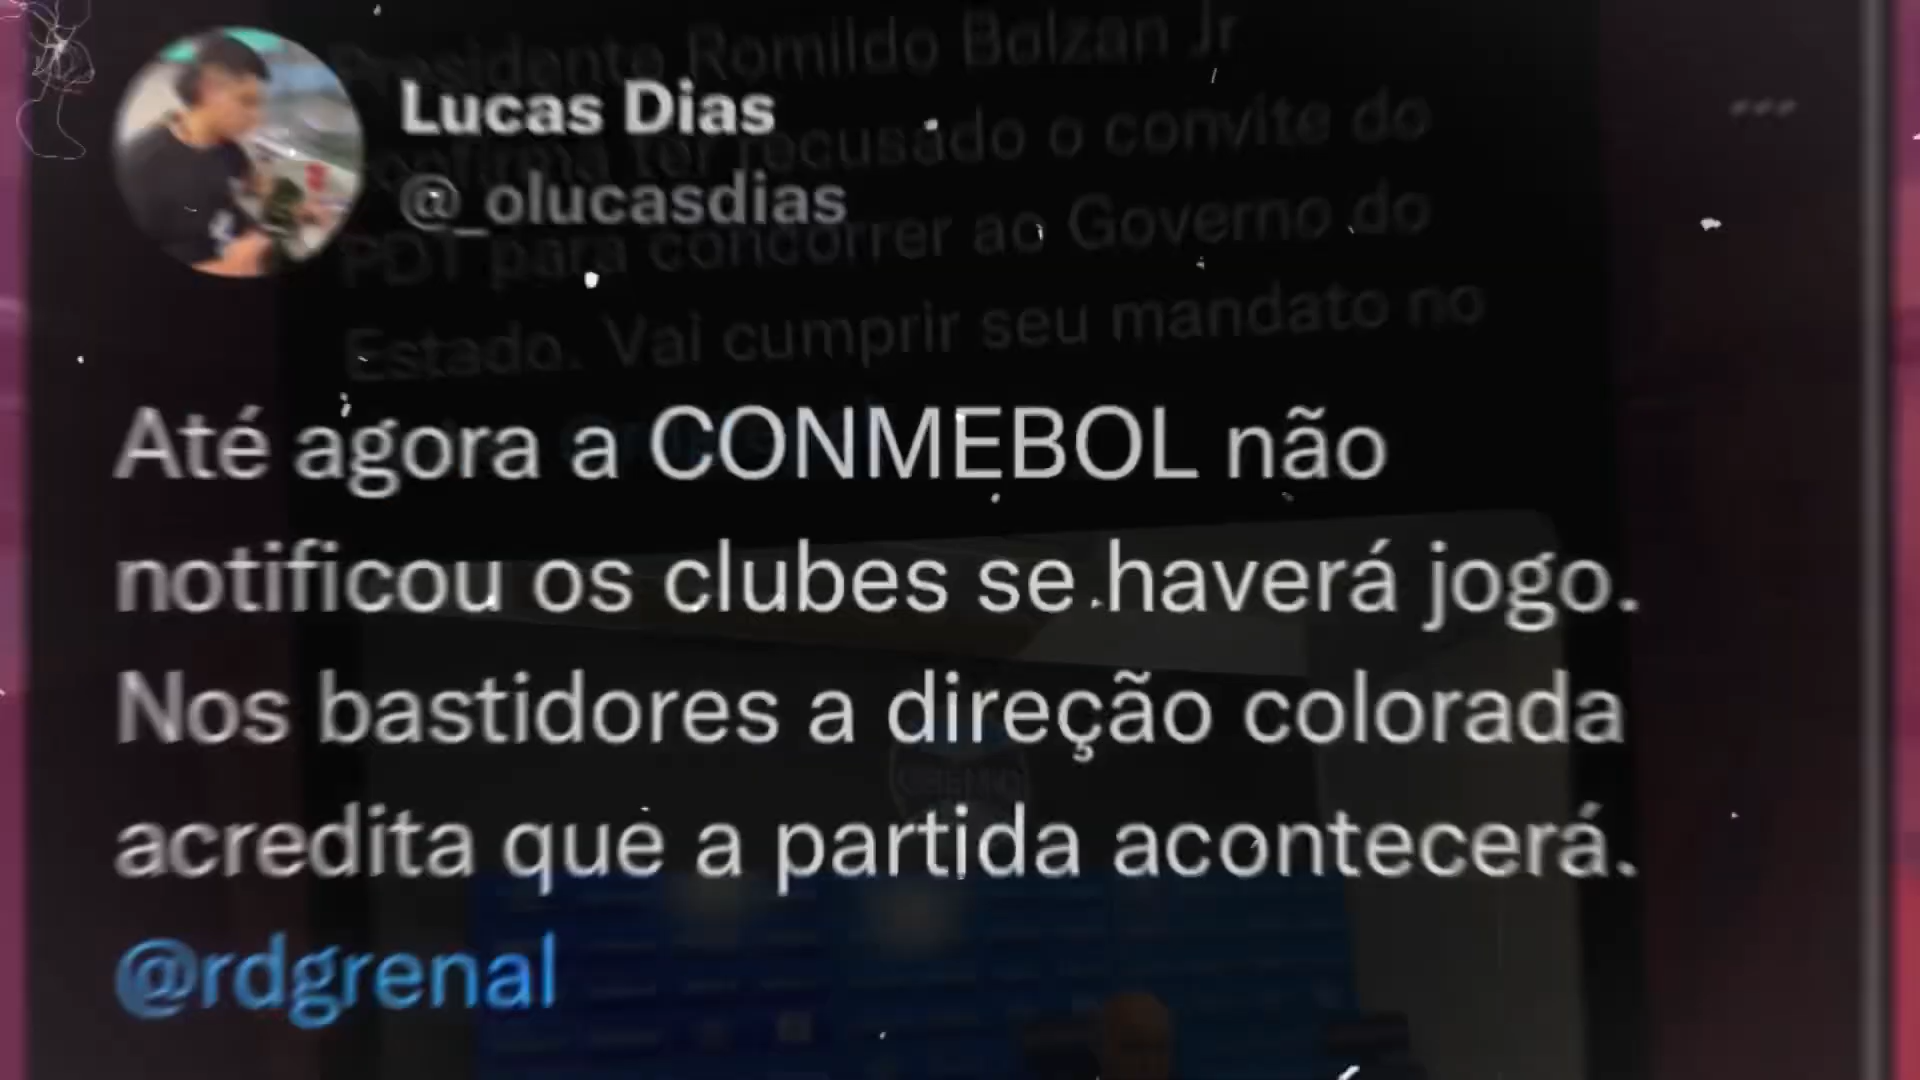 Lucas Dias
@_olucasdias
Até agora a CONMEBOL não
notificou os clubes se haverá jogo.
Nos bastidores a direção colorada
acredita que a partida acontecerá.
@rdgrenal
Presidente Romildo Bolzan Jr
confirma ter recusado o convite do
PDT para concorrer ao Governo do
Estado. Vai cumprir seu mandato no